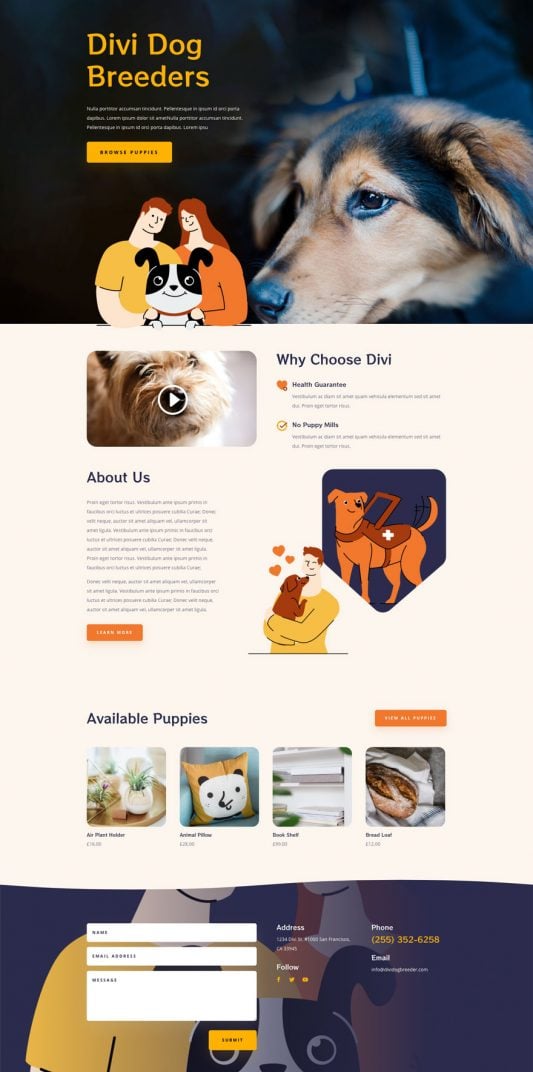 Divi Dog
Breeders
Nulla porttitor accumsan tincidunt. Pellentesque in ipsum id orci porta
dapibus. Lorem ipsum dolor sit ametNulla porttitor accumsan tincidunt.
Pellentesque in ipsum id orci porta dapibus. Lorem ipsu
BROWSE PUPPIES
Why Choose Divi
Health Guarantee
Vestibulum ac diam sit amet quam vehicula elementum sed sit amet
dui. Proin eget tortor risus.
No Puppy Mills
Vestibulum ac diam sit amet quam vehicula elementum sed sit amet
dui. Proin eget tortor risus.
About Us
Proin eget tortor risus. Vestibulum ante ipsum primis in
faucibus orci luctus et ultrices posuere cubilia Curae; Donec
velit neque, auctor sit amet aliquam vel, ullamcorper sit
amet ligula. Vestibulum ante ipsum primis in faucibus orci
luctus et ultrices posuere cubilia Curae; Donec velit neque,
auctor sit amet aliquam vel, ullamcorper sit amet ligula.
Proin eget tortor risus. Vestibulum ante ipsum primis in
faucibus orci luctus et ultrices posuere cubilia Curae;
Donec velit neque, auctor sit amet aliquam vel, ullamcorper
sit amet ligula. Vestibulum ante ipsum primis in faucibus orci
luctus et ultrices posuere cubilia Curae; Donec velit neque,
auctor sit amet aliquam vel, ullamcorper sit amet ligula.
LEARN MORE
Available Puppies
VIEW ALL PUPPIES
Air Plant Holder
£16.00
Animal Pillow
£28.00
Book Shelf
£99.00
Bread Loaf
£12.00
NAME
EMAIL ADDRESS
MESSAGE
SUBMIT
Address
1234 Divi St. #1000 San Francisco,
CA 33945
Follow
Phone
(255) 352-6258
Email
info@dividogbreeder.com